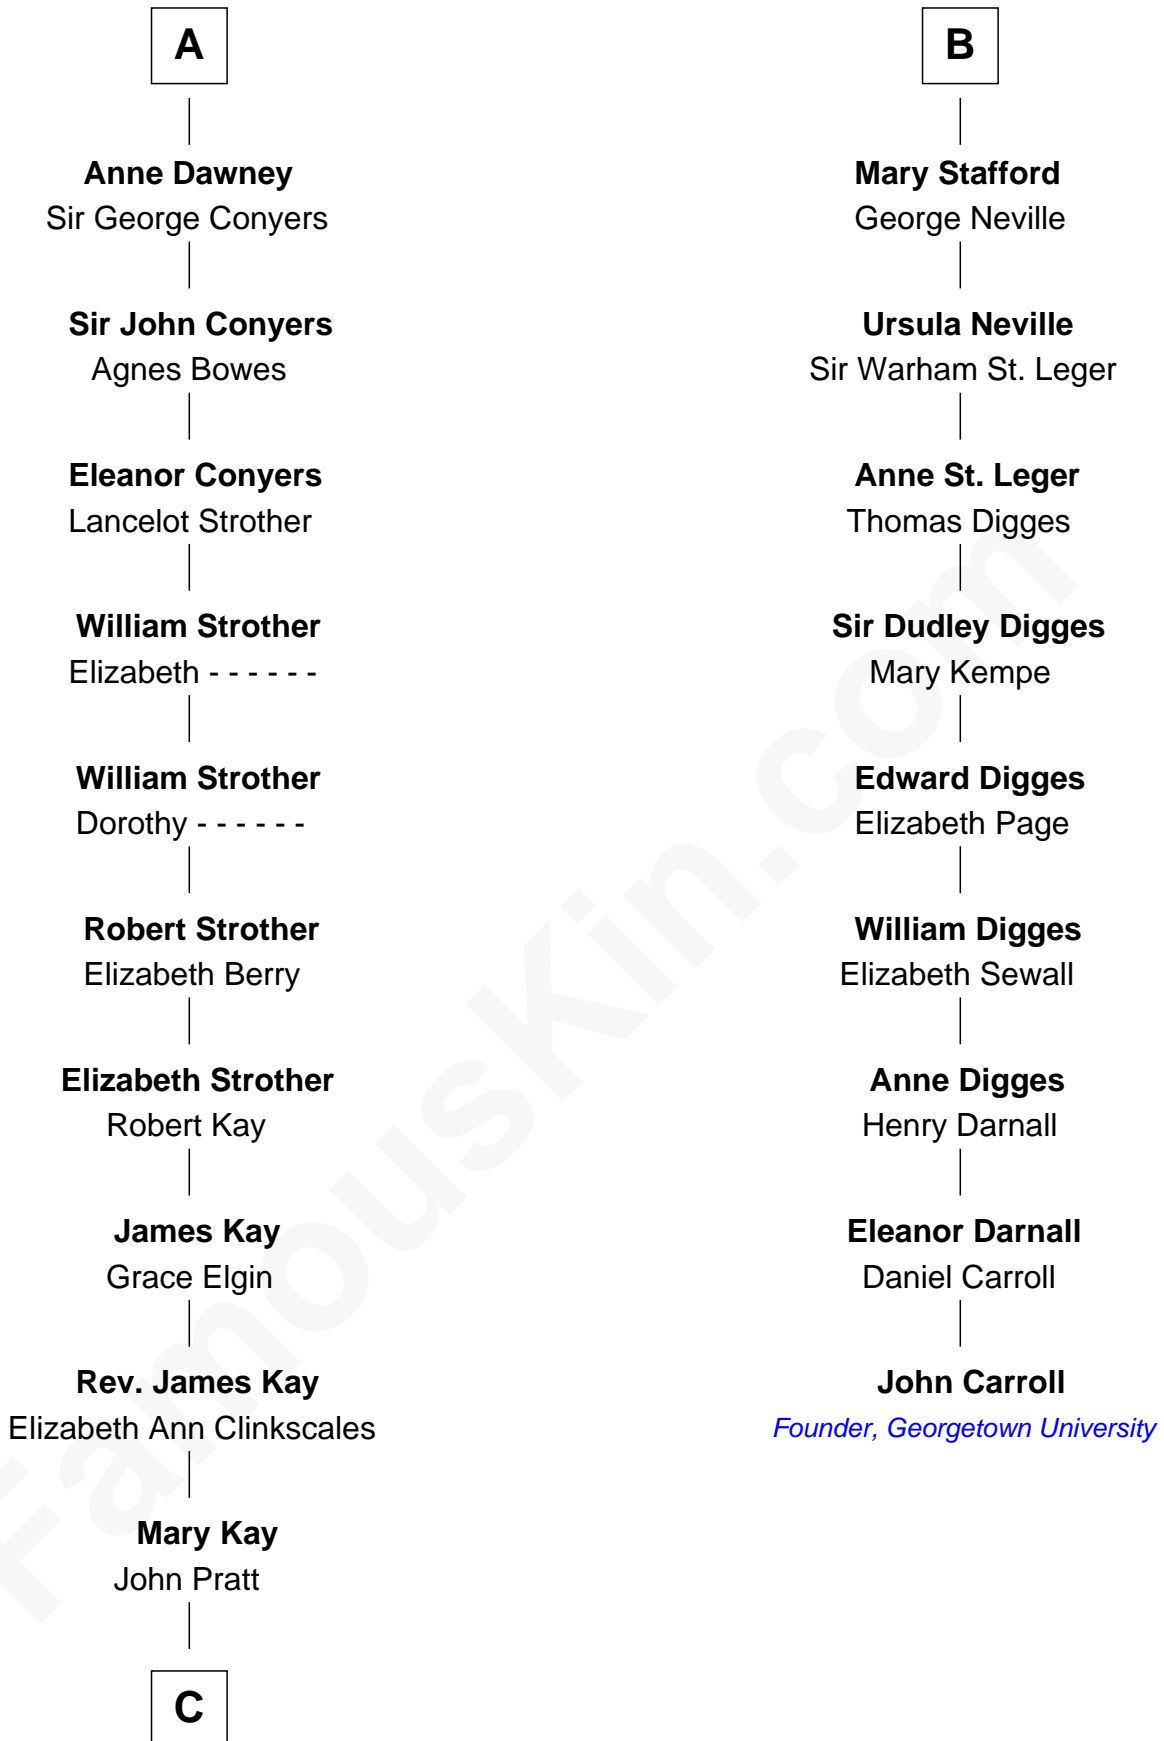 A
Anne Dawney
Sir George Conyers
Sir John Conyers
Agnes Bowes
Eleanor Conyers
Lancelot Strother
William Strother
Elizabeth - - - - - -
William Strother
Dorothy - - - - - -
Robert Strother
Elizabeth Berry
Elizabeth Strother
Robert Kay
James Kay
Grace Elgin
Rev. James Kay
Elizabeth Ann Clinkscales
Mary Kay
John Pratt
C
B
Mary Stafford
George Neville
Ursula Neville
Sir Warham St. Leger
Anne St. Leger
Thomas Digges
Sir Dudley Digges
Mary Kempe
Edward Digges
Elizabeth Page
William Digges
Elizabeth Sewall
Anne Digges
Henry Darnall
Eleanor Darnall
Daniel Carroll
John Carroll
Founder, Georgetown University
FamousKin.com